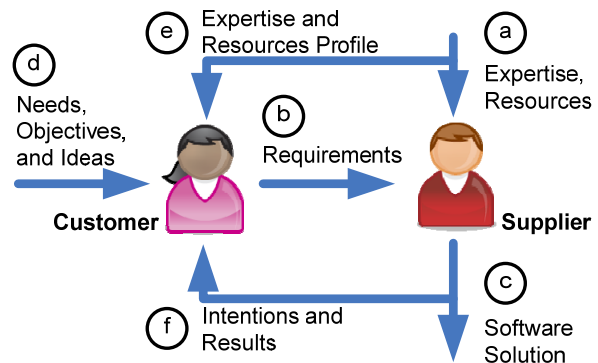 e
Expertise and
Resources Profile
a
Expertise,
Resources
d
Needs,
Objectives,
and Ideas
b
Requirements
Customer
Supplier
c
Software
Solution
f
Intentions and
Results